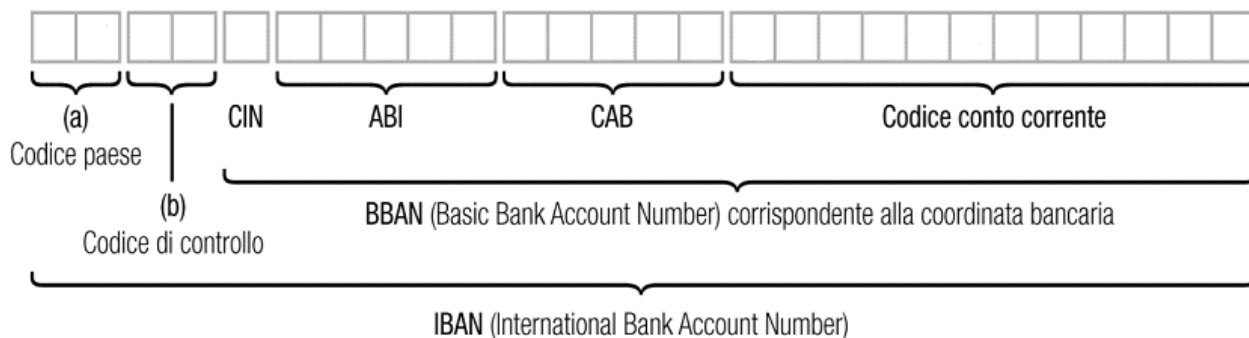 (a) CIN ABI CAB Codice conto corrente
Codice paese
(b)
BBAN (Basic Bank Account Number) corrispondente alla coordinata bancaria
Codice di controllo
IBAN (International Bank Account Number)